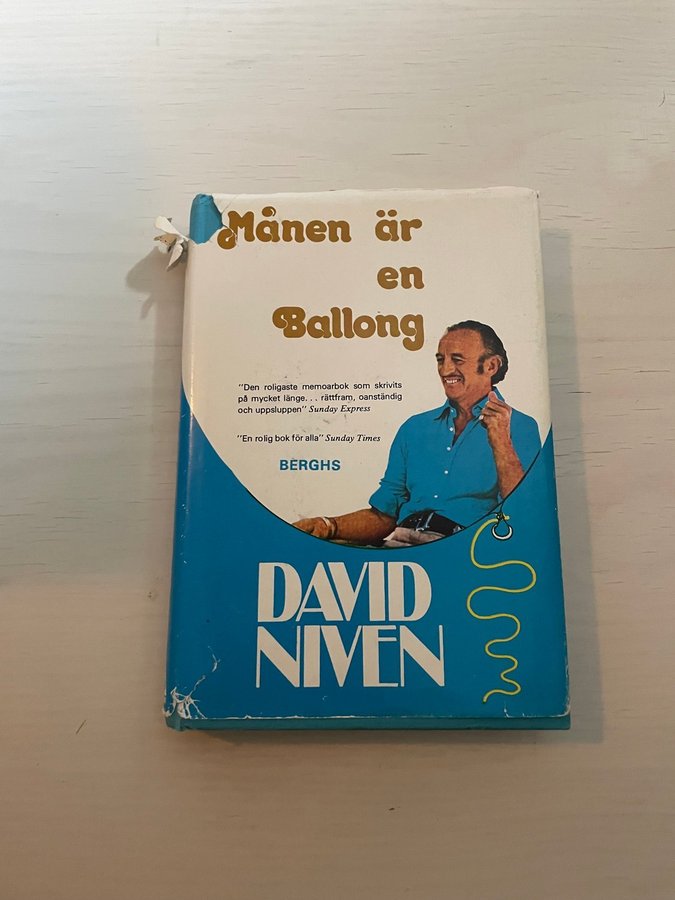 Månen är
en
Ballong
"Den roligaste memoarbok som skrivits
på mycket länge. . . rättfram, oanständig
och uppsluppen" Sunday Express
"En rolig bok för alla" Sunday Times
BERGHS
DAVID
NIVEN